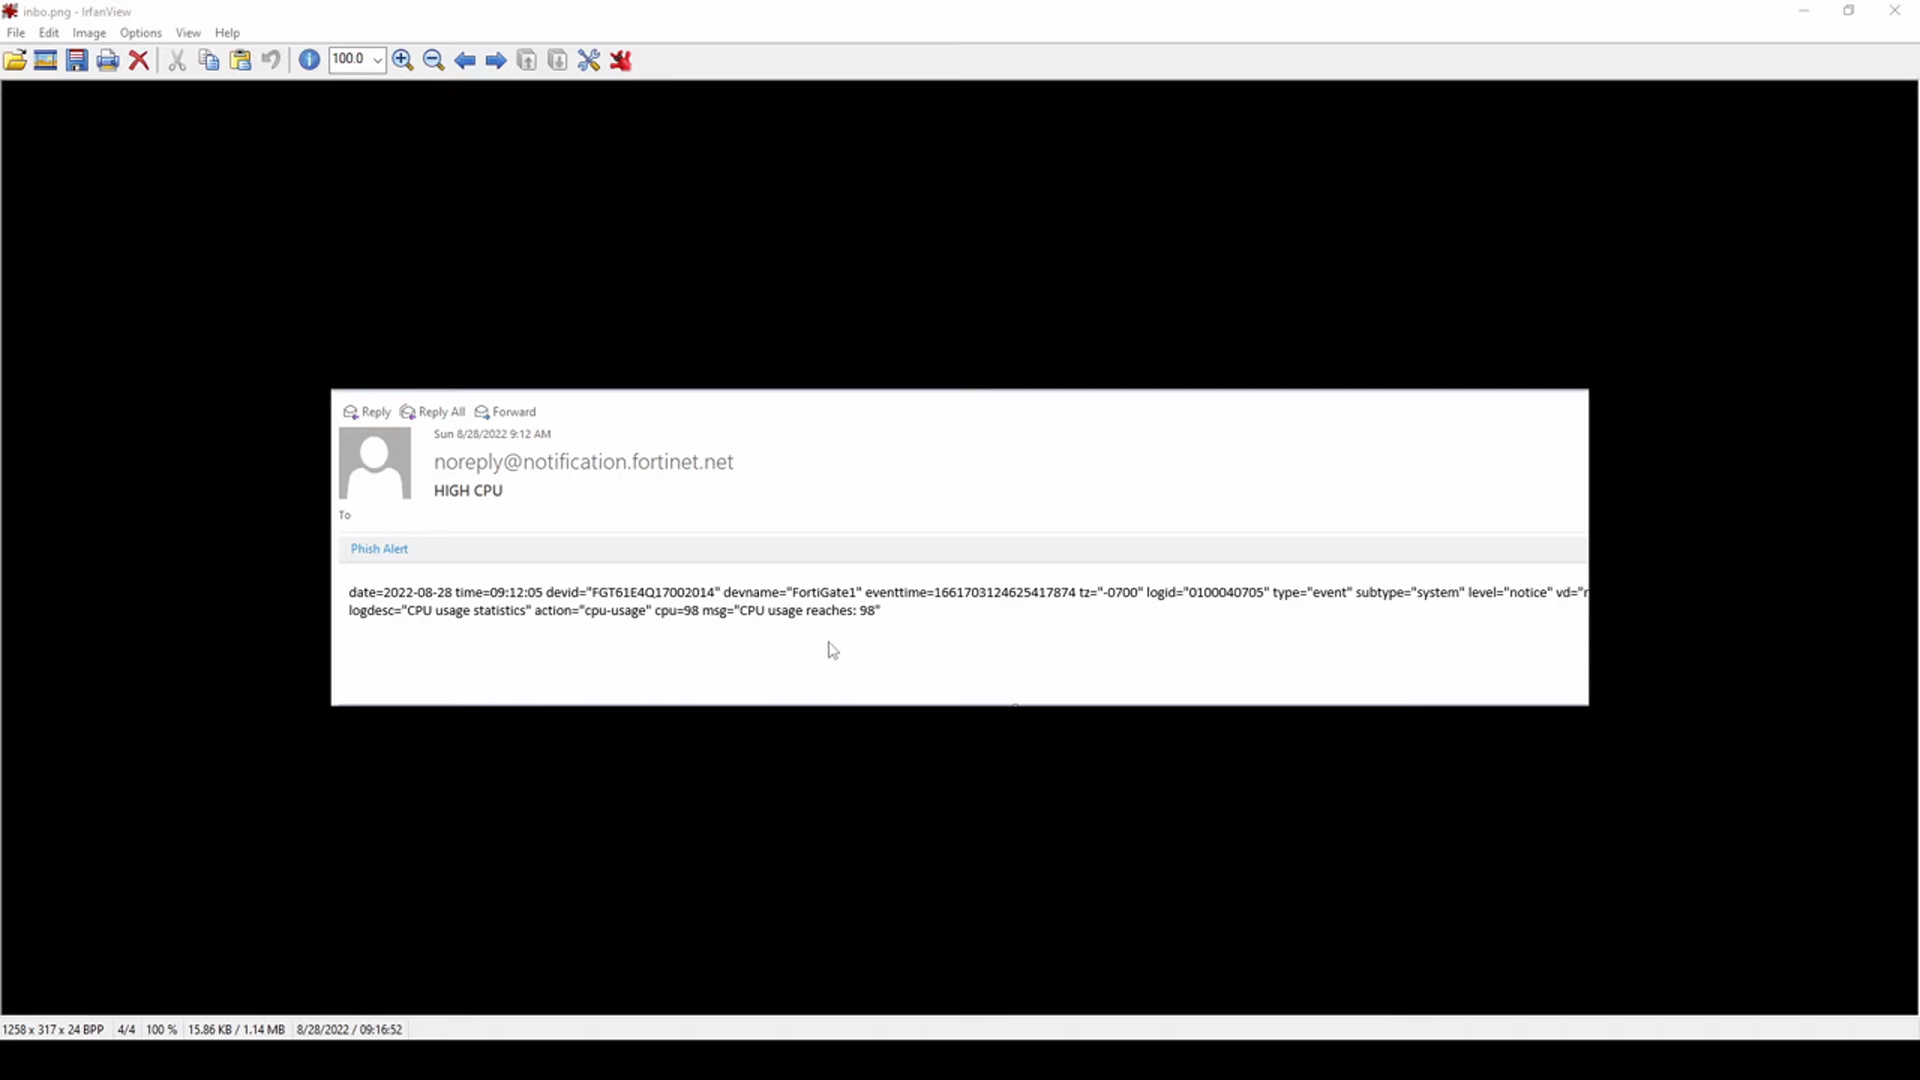 inbo.png - IrfanView
File Edit Image Options View Help
100.0
Reply Reply All Forward
Sun 8/28/2022 9:12 AM
noreply@notification.fortinet.net
HIGH CPU
To
Phish Alert
date=2022-08-28 time=09:12:05 devid="FGT61E4Q17002014" devname="FortiGate1" eventtime=1661703124625417874 tz="-0700" logid="0100040705" type="event" subtype="system" level="notice" vd="r
logdesc="CPU usage statistics" action="cpu-usage" cpu=98 msg="CPU usage reaches: 98"
1258 x 317 x 24 BPP 4/4 100 % 15.86 KB / 1.14 MB 8/28/2022 / 09:16:52